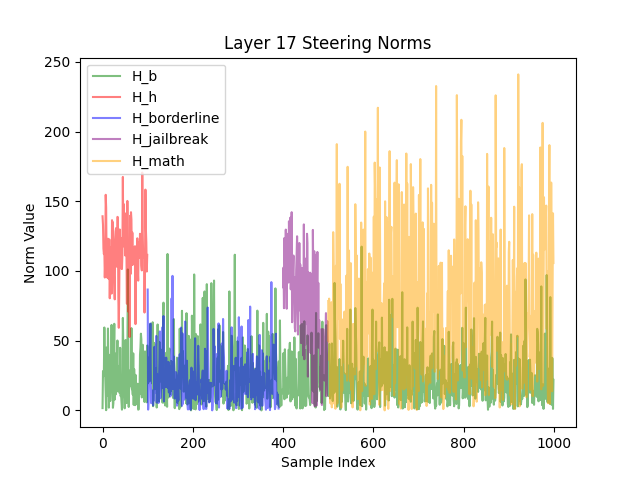 Layer 17 Steering Norms
250
200
150
100
50
0
Norm Value
H_b
H_h
H_borderline
H_jailbreak
H_math
0
200
400
600
800
1000
Sample Index